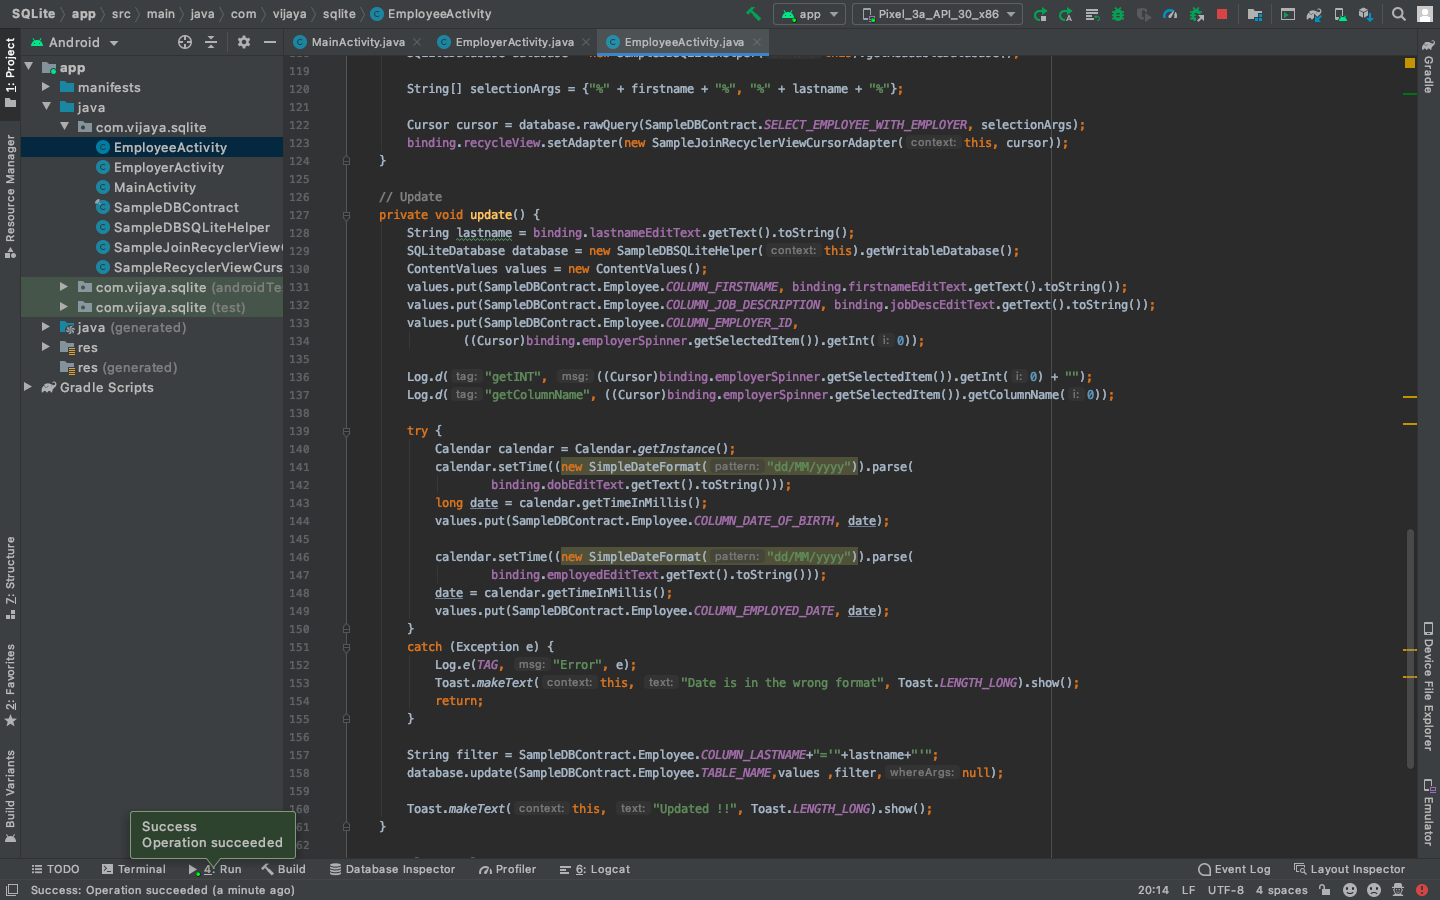 SQLite › app › src › main › java › com › vijaya › sqlite › EmployeeActivity
app
Pixel_3a_API_30_x86
Android
MainActivity.java
EmployerActivity.java
EmployeeActivity.java
app
manifests
java
com.vijaya.sqlite
EmployeeActivity
EmployerActivity
MainActivity
SampleDBContract
SampleDBSQLiteHelper
SampleJoinRecyclerViewC
SampleRecyclerViewCurs
com.vijaya.sqlite (androidTes
com.vijaya.sqlite (test)
java (generated)
res
res (generated)
Gradle Scripts
1: Project
Resource Manager
Z: Structure
2: Favorites
Build Variants
119
120 String[] selectionArgs = {"%" + firstname + "%", "%" + lastname + "%"};
121
122 Cursor cursor = database.rawQuery(SampleDBContract.SELECT_EMPLOYEE_WITH_EMPLOYER, selectionArgs);
123 binding.recycleView.setAdapter(new SampleJoinRecyclerViewCursorAdapter( context: this, cursor));
124 }
125
126 // Update
127 private void update() {
128 String lastname = binding.lastnameEditText.getText().toString();
129 SQLiteDatabase database = new SampleDBSQLiteHelper( context: this).getWritableDatabase();
130 ContentValues values = new ContentValues();
131 values.put(SampleDBContract.Employee.COLUMN_FIRSTNAME, binding.firstnameEditText.getText().toString());
132 values.put(SampleDBContract.Employee.COLUMN_JOB_DESCRIPTION, binding.jobDescEditText.getText().toString());
133 values.put(SampleDBContract.Employee.COLUMN_EMPLOYER_ID,
134 ((Cursor)binding.employerSpinner.getSelectedItem()).getInt( i: 0));
135
136 Log.d( tag: "getINT", msg: ((Cursor)binding.employerSpinner.getSelectedItem()).getInt( i: 0) + "");
137 Log.d( tag: "getColumnName", ((Cursor)binding.employerSpinner.getSelectedItem()).getColumnName( i: 0));
138
139 try {
140 Calendar calendar = Calendar.getInstance();
141 calendar.setTime((new SimpleDateFormat( pattern: "dd/MM/yyyy")).parse(
142 binding.dobEditText.getText().toString()));
143 long date = calendar.getTimeInMillis();
144 values.put(SampleDBContract.Employee.COLUMN_DATE_OF_BIRTH, date);
145
146 calendar.setTime((new SimpleDateFormat( pattern: "dd/MM/yyyy")).parse(
147 binding.employedEditText.getText().toString()));
148 date = calendar.getTimeInMillis();
149 values.put(SampleDBContract.Employee.COLUMN_EMPLOYED_DATE, date);
150 }
151 catch (Exception e) {
152 Log.e(TAG, msg: "Error", e);
153 Toast.makeText( context: this, text: "Date is in the wrong format", Toast.LENGTH_LONG).show();
154 return;
155 }
156
157 String filter = SampleDBContract.Employee.COLUMN_LASTNAME+"='"+lastname+"'";
158 database.update(SampleDBContract.Employee.TABLE_NAME,values ,filter, whereArgs: null);
159
160 Toast.makeText( context: this, text: "Updated !!", Toast.LENGTH_LONG).show();
61 }
62
Gradle
Device File Explorer
Emulator
Success
Operation succeeded
TODO
Terminal
4: Run
Build
Database Inspector
Profiler
6: Logcat
Event Log
Layout Inspector
Success: Operation succeeded (a minute ago)
20:14 LF UTF-8 4 spaces